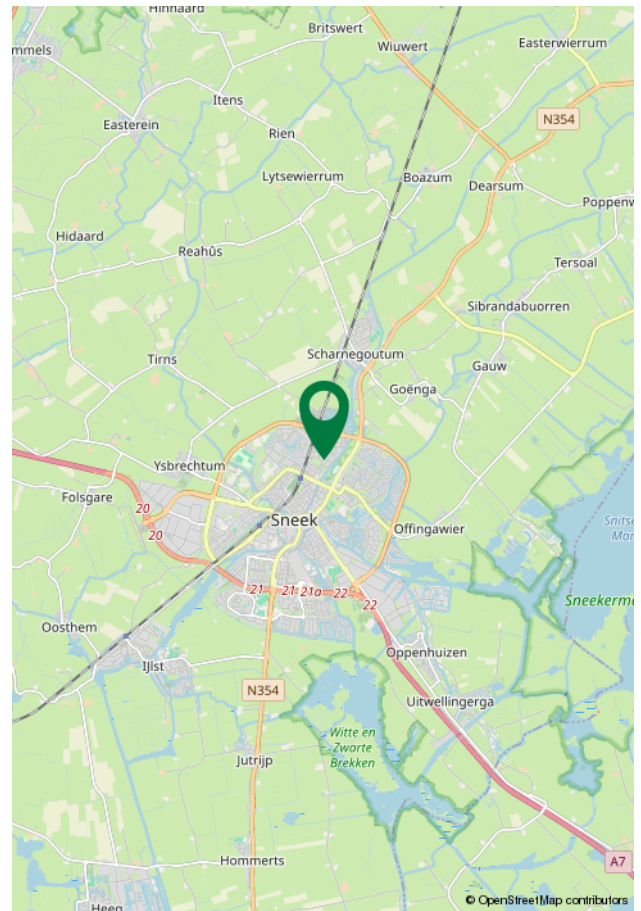 Hinnaard
Britswert
Wiuwert
Easterwierrum
mmels
Itens
N354
Easterein
Rien
Lytsewierrum
Boazum
Dearsum
Poppenw
Hidaard
Reahûs
Tersoal
Sibrandabuorren
Scharnegoutum
Tirns
Gauw
Goënga
Ysbrechtum
Folsgare
20
Sneek
Offingawier
20
Snitse
Mar
21
21
21a
22
22
Sneekerme
Oosthem
IJlst
Oppenhuizen
N354
Uitwellingerga
Witte en
Zwarte
Brekken
Jutrijp
Hommerts
A7
Heeg
© OpenStreetMap contributors